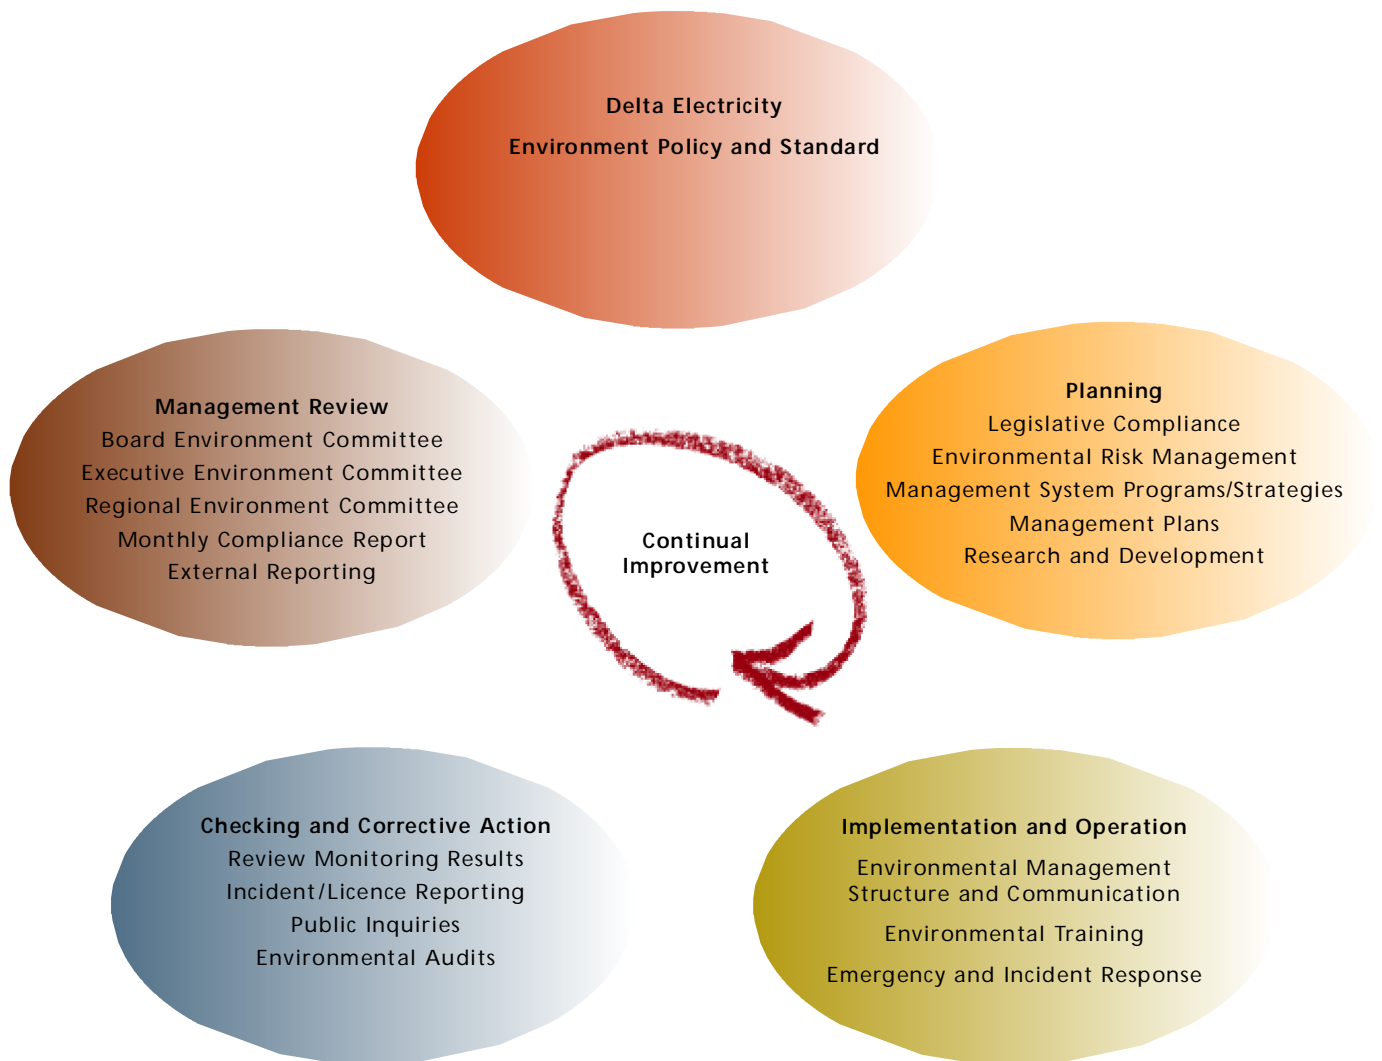 Delta Electricity
Environment Policy and Standard
Management Review
Board Environment Committee
Executive Environment Committee
Regional Environment Committee
Monthly Compliance Report
External Reporting
Continual
Improvement
Planning
Legislative Compliance
Environmental Risk Management
Management System Programs/Strategies
Management Plans
Research and Development
Checking and Corrective Action
Review Monitoring Results
Incident/Licence Reporting
Public Inquiries
Environmental Audits
Implementation and Operation
Environmental Management
Structure and Communication
Environmental Training
Emergency and Incident Response